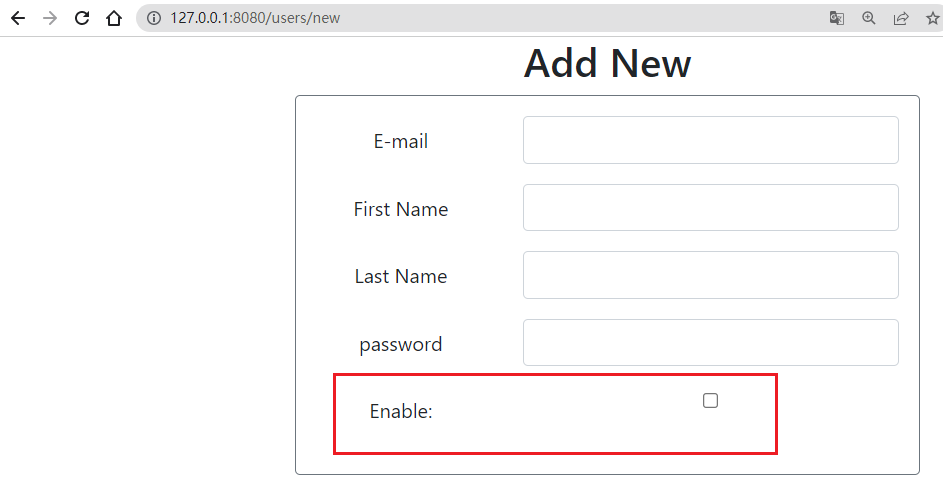 127.0.0.1:8080/users/new
Add New
E-mail
First Name
Last Name
password
Enable: